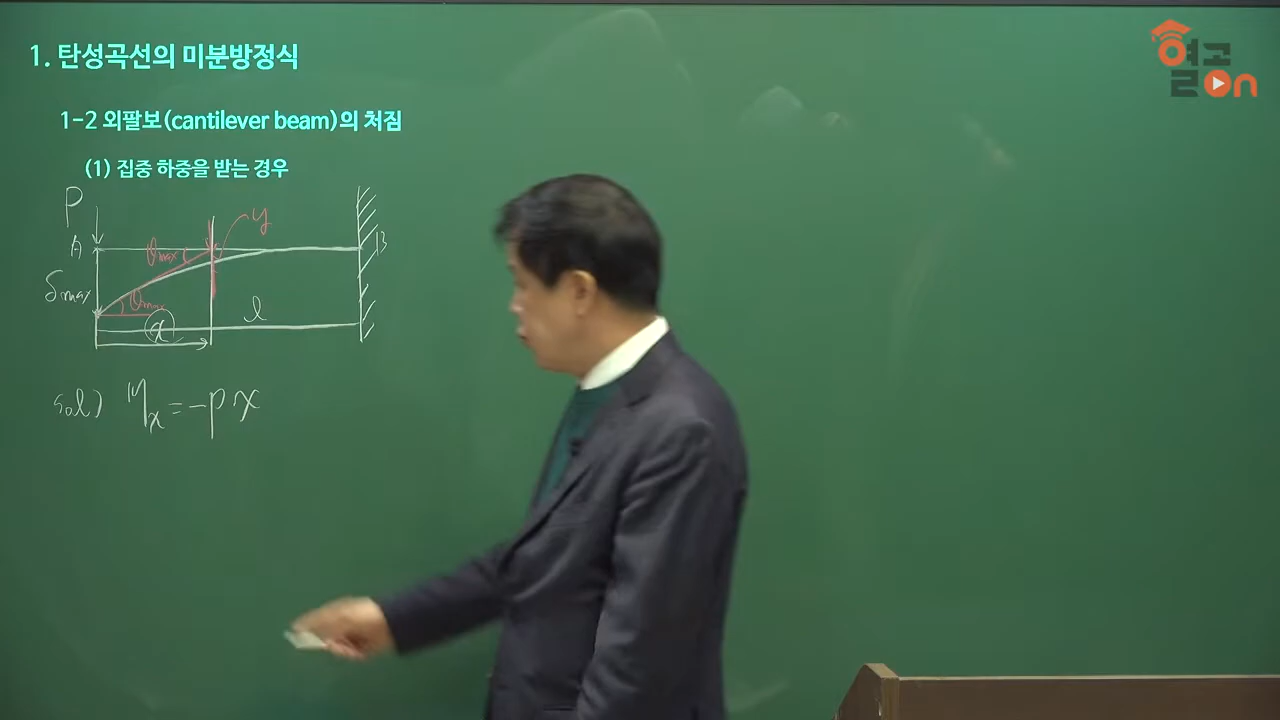 1. 탄성곡선의 미분방정식
열공
on
1-2 외팔보(cantilever beam)의 처짐
(1) 집중 하중을 받는 경우
P
y
A
B
θmax
δmax
θmax
x
l
sol) Mx = -Px